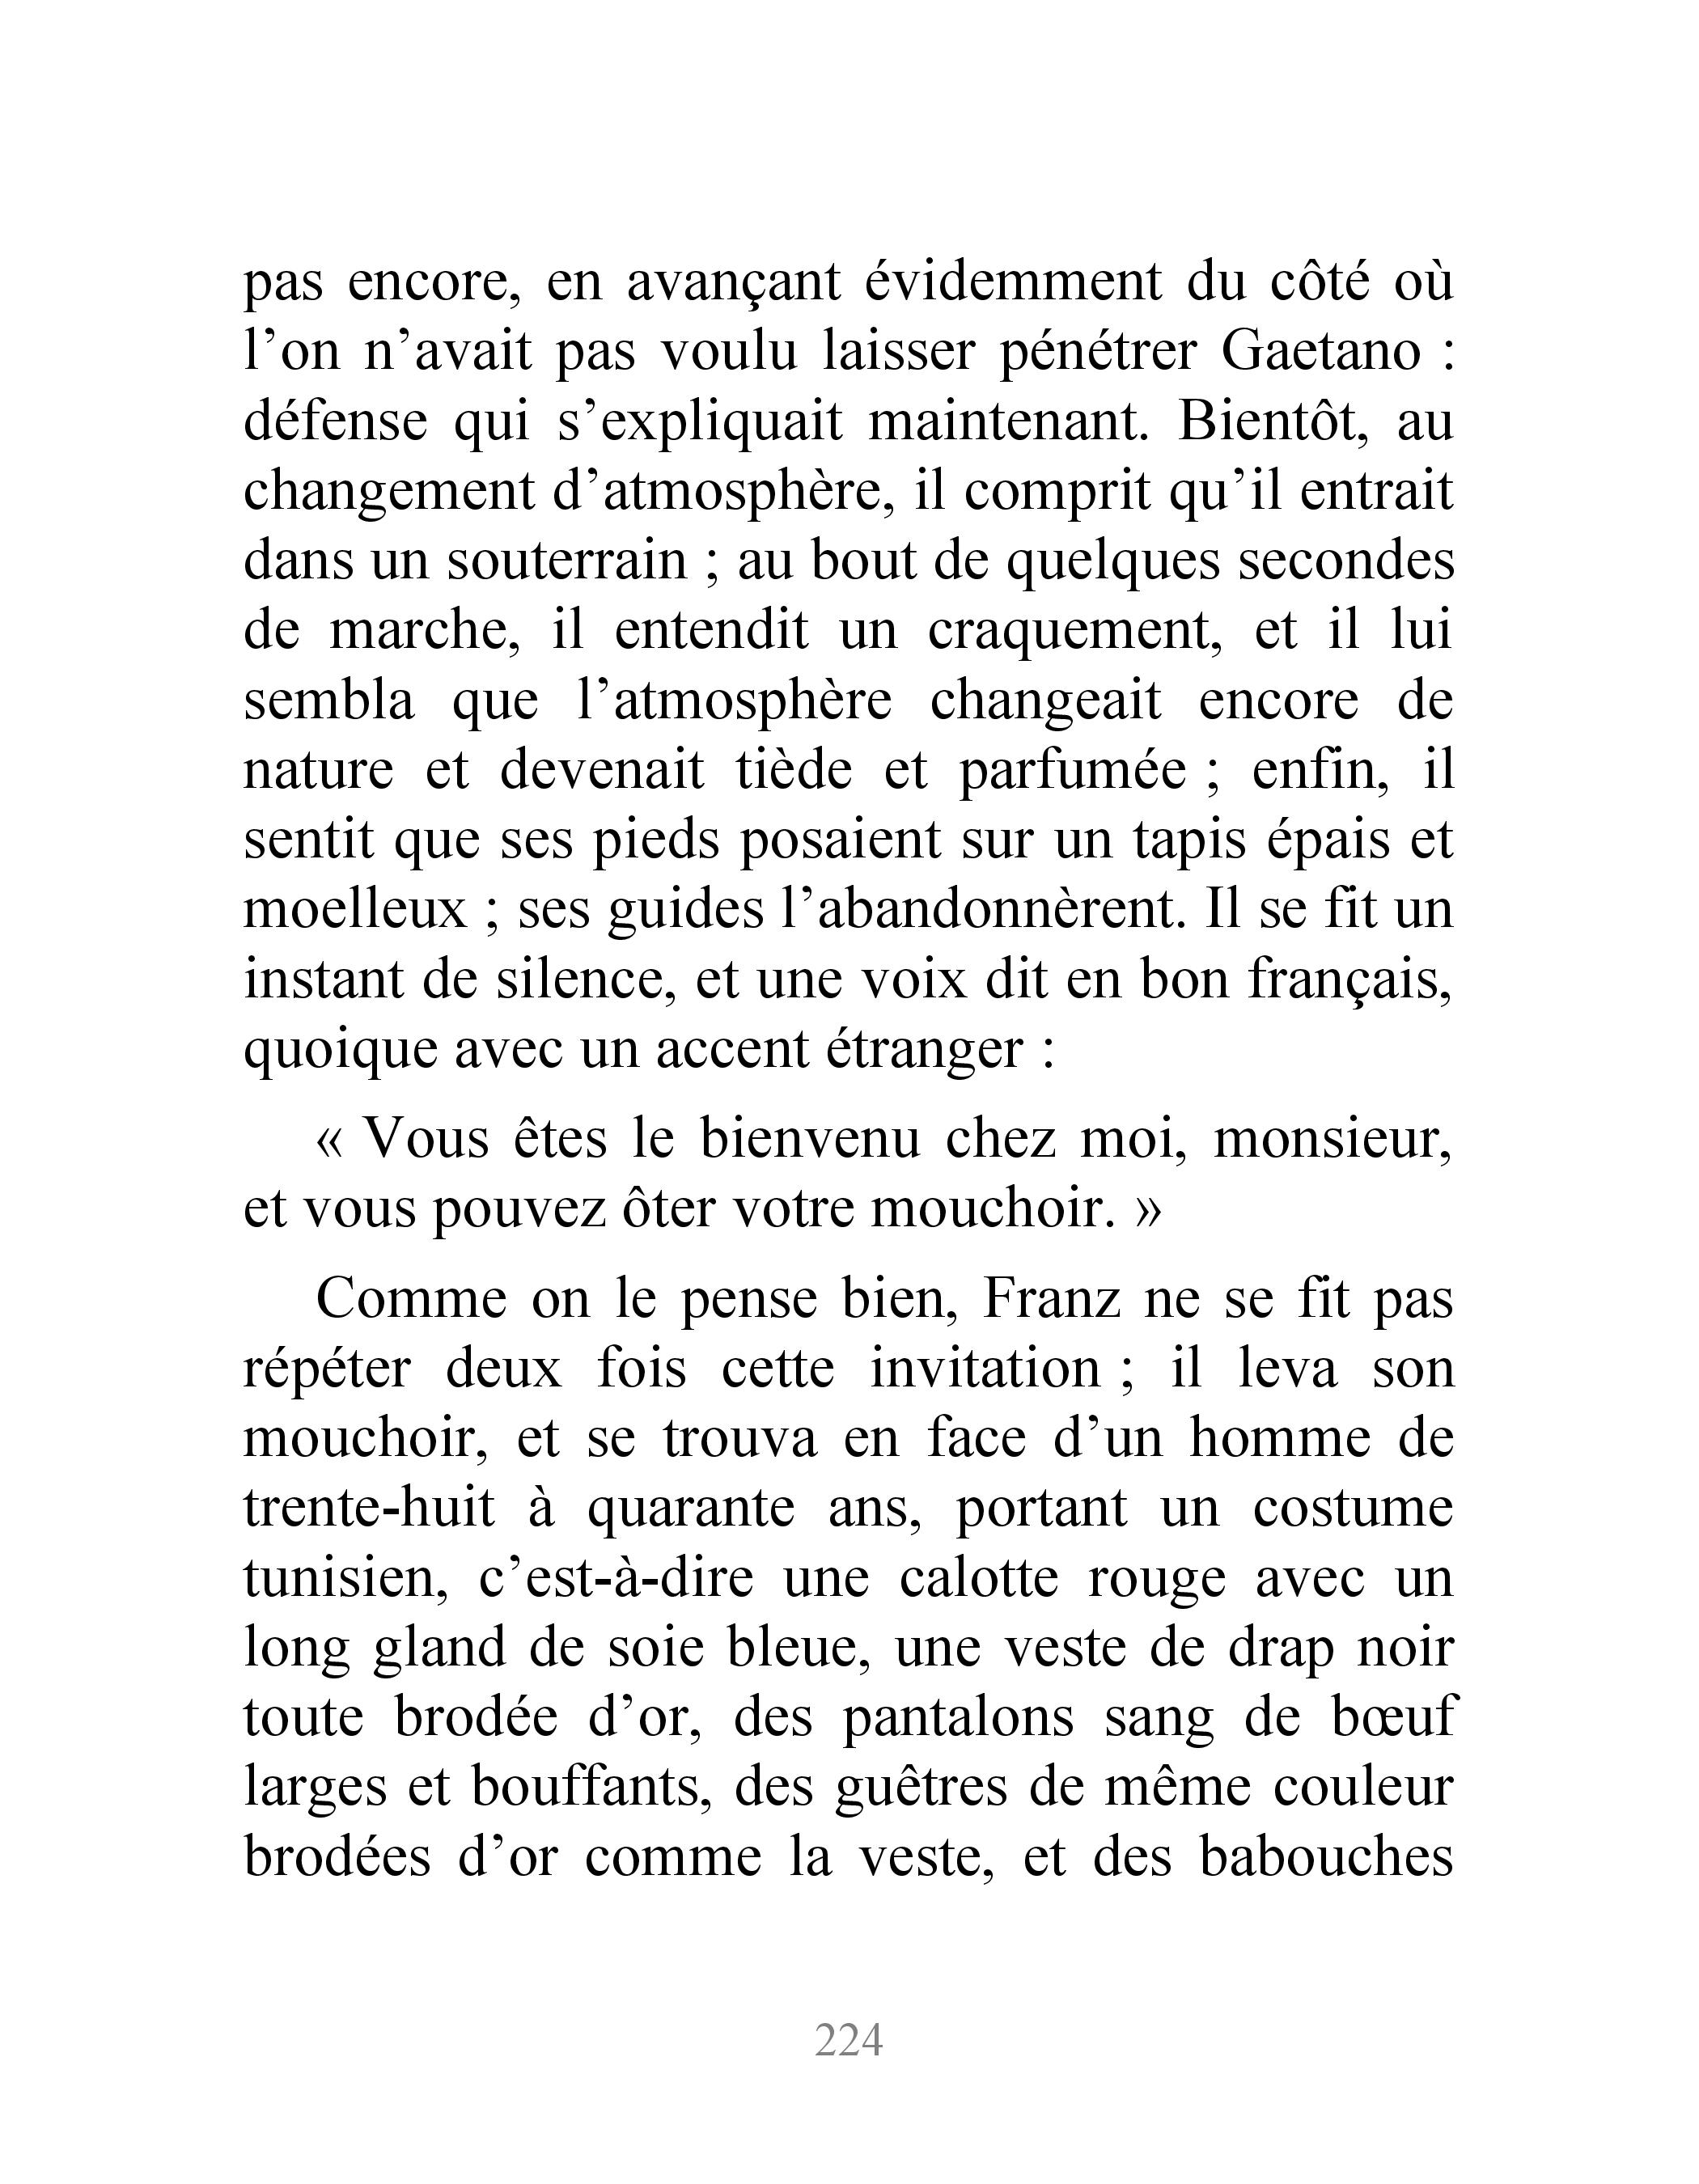 pas encore, en avançant évidemment du côté où
l’on n’avait pas voulu laisser pénétrer Gaetano :
défense qui s’expliquait maintenant. Bientôt, au
changement d’atmosphère, il comprit qu’il entrait
dans un souterrain ; au bout de quelques secondes
de marche, il entendit un craquement, et il lui
sembla que l’atmosphère changeait encore de
nature et devenait tiède et parfumée ; enfin, il
sentit que ses pieds posaient sur un tapis épais et
moelleux ; ses guides l’abandonnèrent. Il se fit un
instant de silence, et une voix dit en bon français,
quoique avec un accent étranger :
« Vous êtes le bienvenu chez moi, monsieur,
et vous pouvez ôter votre mouchoir. »
Comme on le pense bien, Franz ne se fit pas
répéter deux fois cette invitation ; il leva son
mouchoir, et se trouva en face d’un homme de
trente-huit à quarante ans, portant un costume
tunisien, c’est-à-dire une calotte rouge avec un
long gland de soie bleue, une veste de drap noir
toute brodée d’or, des pantalons sang de bœuf
larges et bouffants, des guêtres de même couleur
brodées d’or comme la veste, et des babouches
224